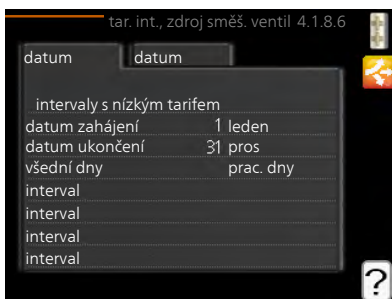 tar. int., zdroj směš. ventil 4.1.8.6
datum datum
intervaly s nízkým tarifem
datum zahájení 1 leden
datum ukončení 31 pros
všední dny prac. dny
interval
interval
interval
interval
?